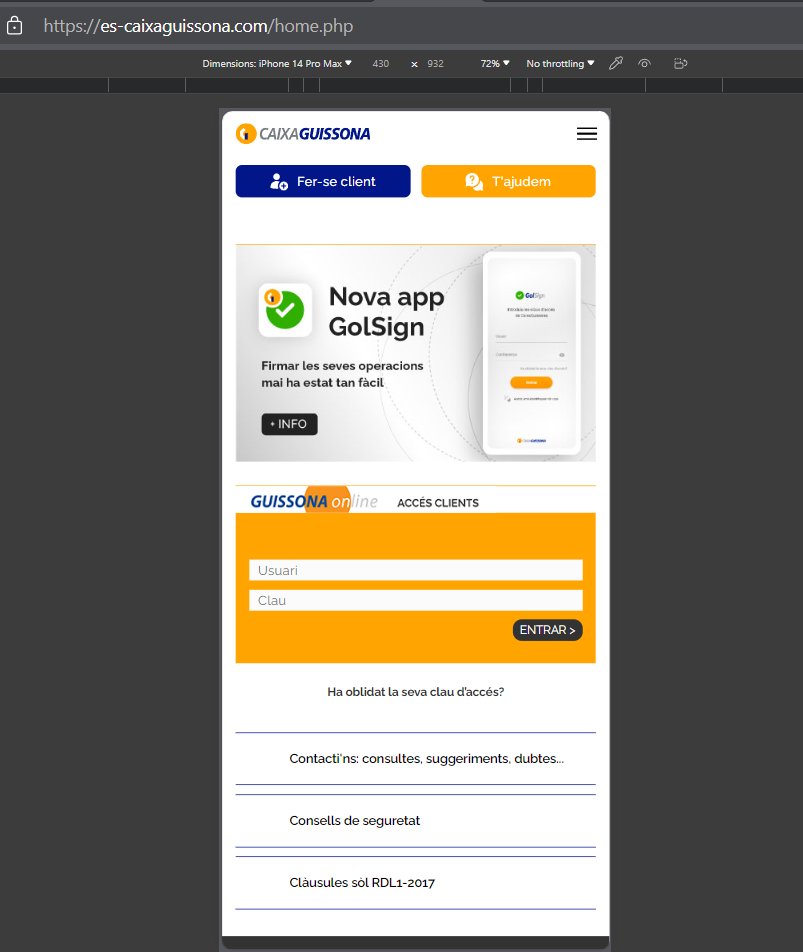 https://es-caixaguissona.com/home.php
Dimensions: iPhone 14 Pro Max ▼ 430 x 932 72% ▼ No throttling ▼
CAIXAGUISSONA
Fer-se client
T'ajudem
Nova app
GolSign
Firmar les seves operacions
mai ha estat tan fàcil
+ INFO
GolSign
GUISSONA online ACCÉS CLIENTS
Usuari
Clau
ENTRAR >
Ha oblidat la seva clau d'accés?
Contacti'ns: consultes, suggeriments, dubtes...
Consells de seguretat
Clàusules sòl RDL1-2017